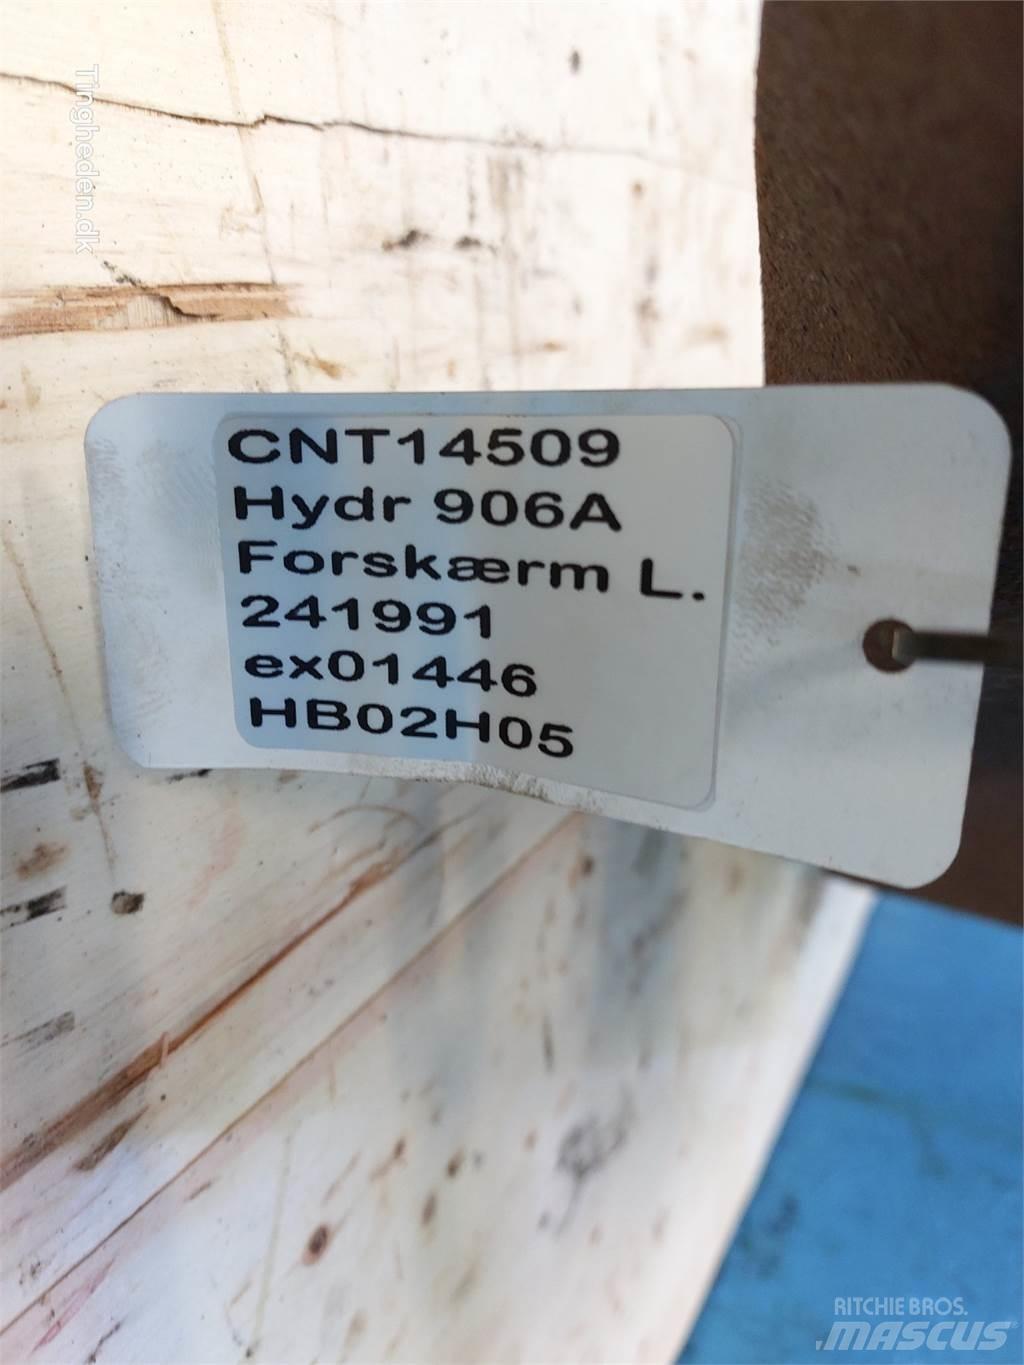 Tingheden.dk
CNT14509
Hydr 906A
Forskærm L.
241991
ex01446
HB02H05
RITCHIE BROS.
MASCUS